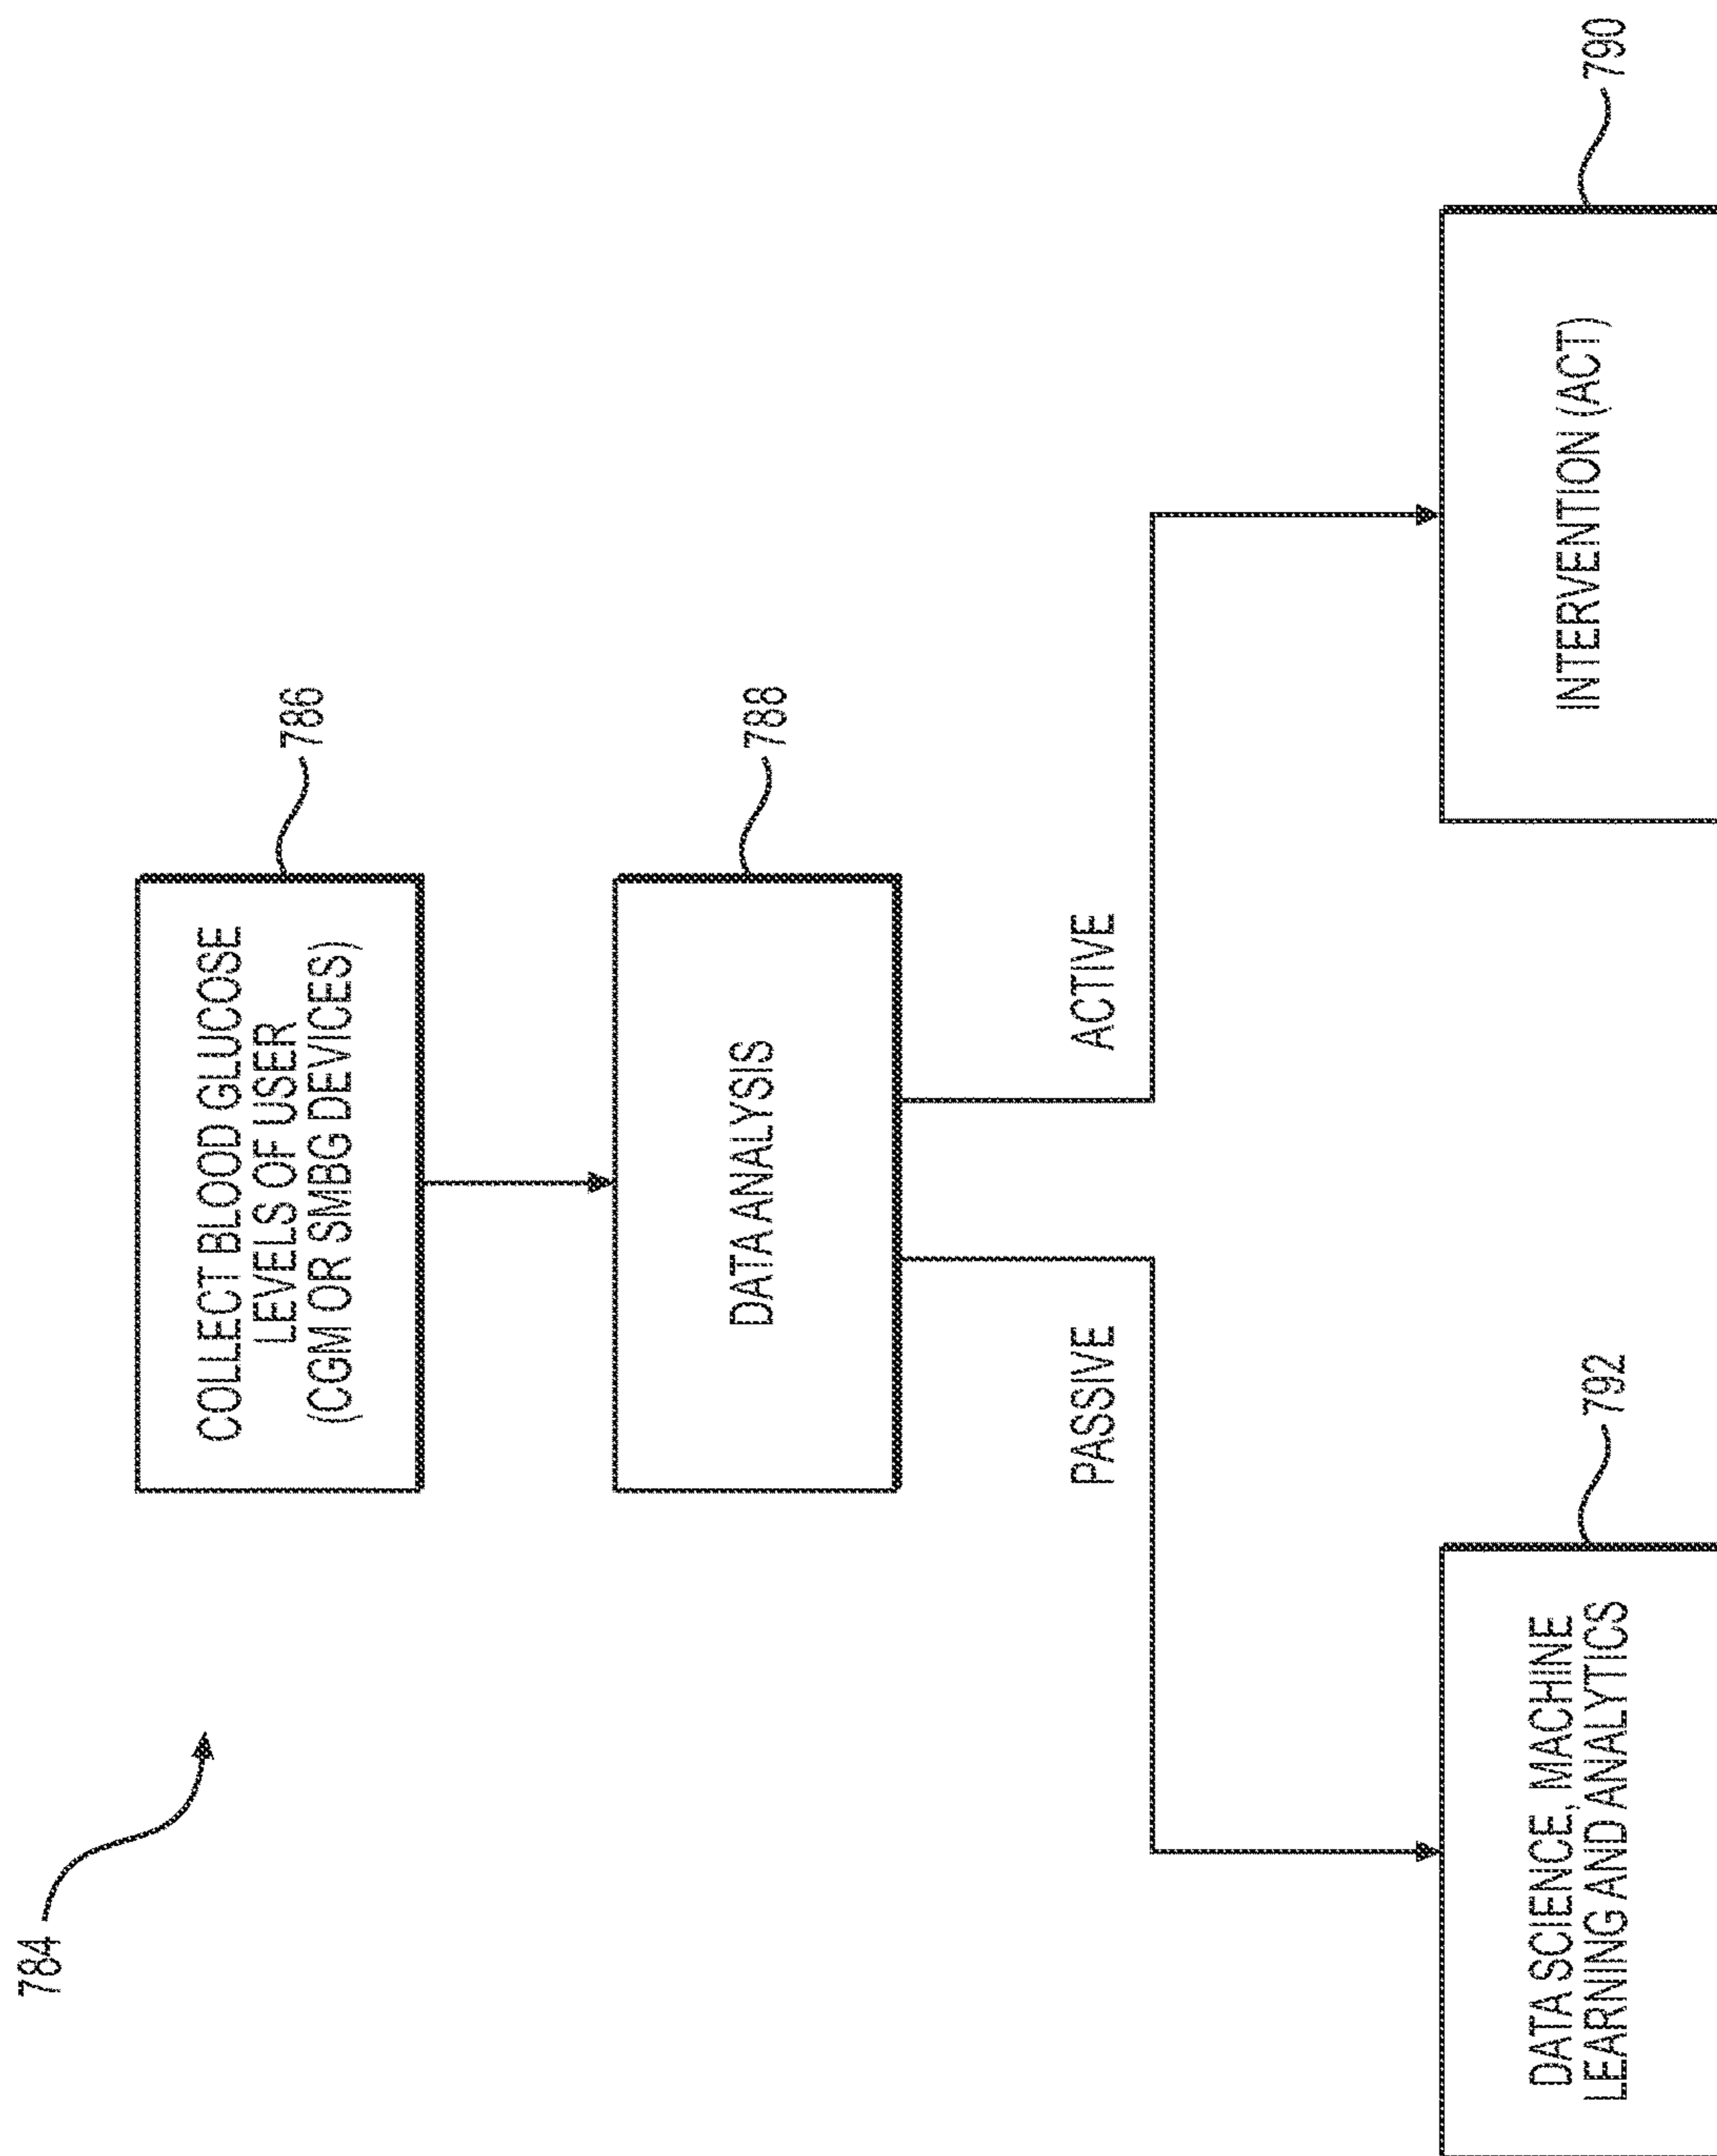 784
COLLECT BLOOD GLUCOSE
LEVELS OF USER
(CGM OR SMBG DEVICES)
786
DATA ANALYSIS
788
PASSIVE
ACTIVE
DATA SCIENCE, MACHINE
LEARNING AND ANALYTICS
792
INTERVENTION (ACT)
790